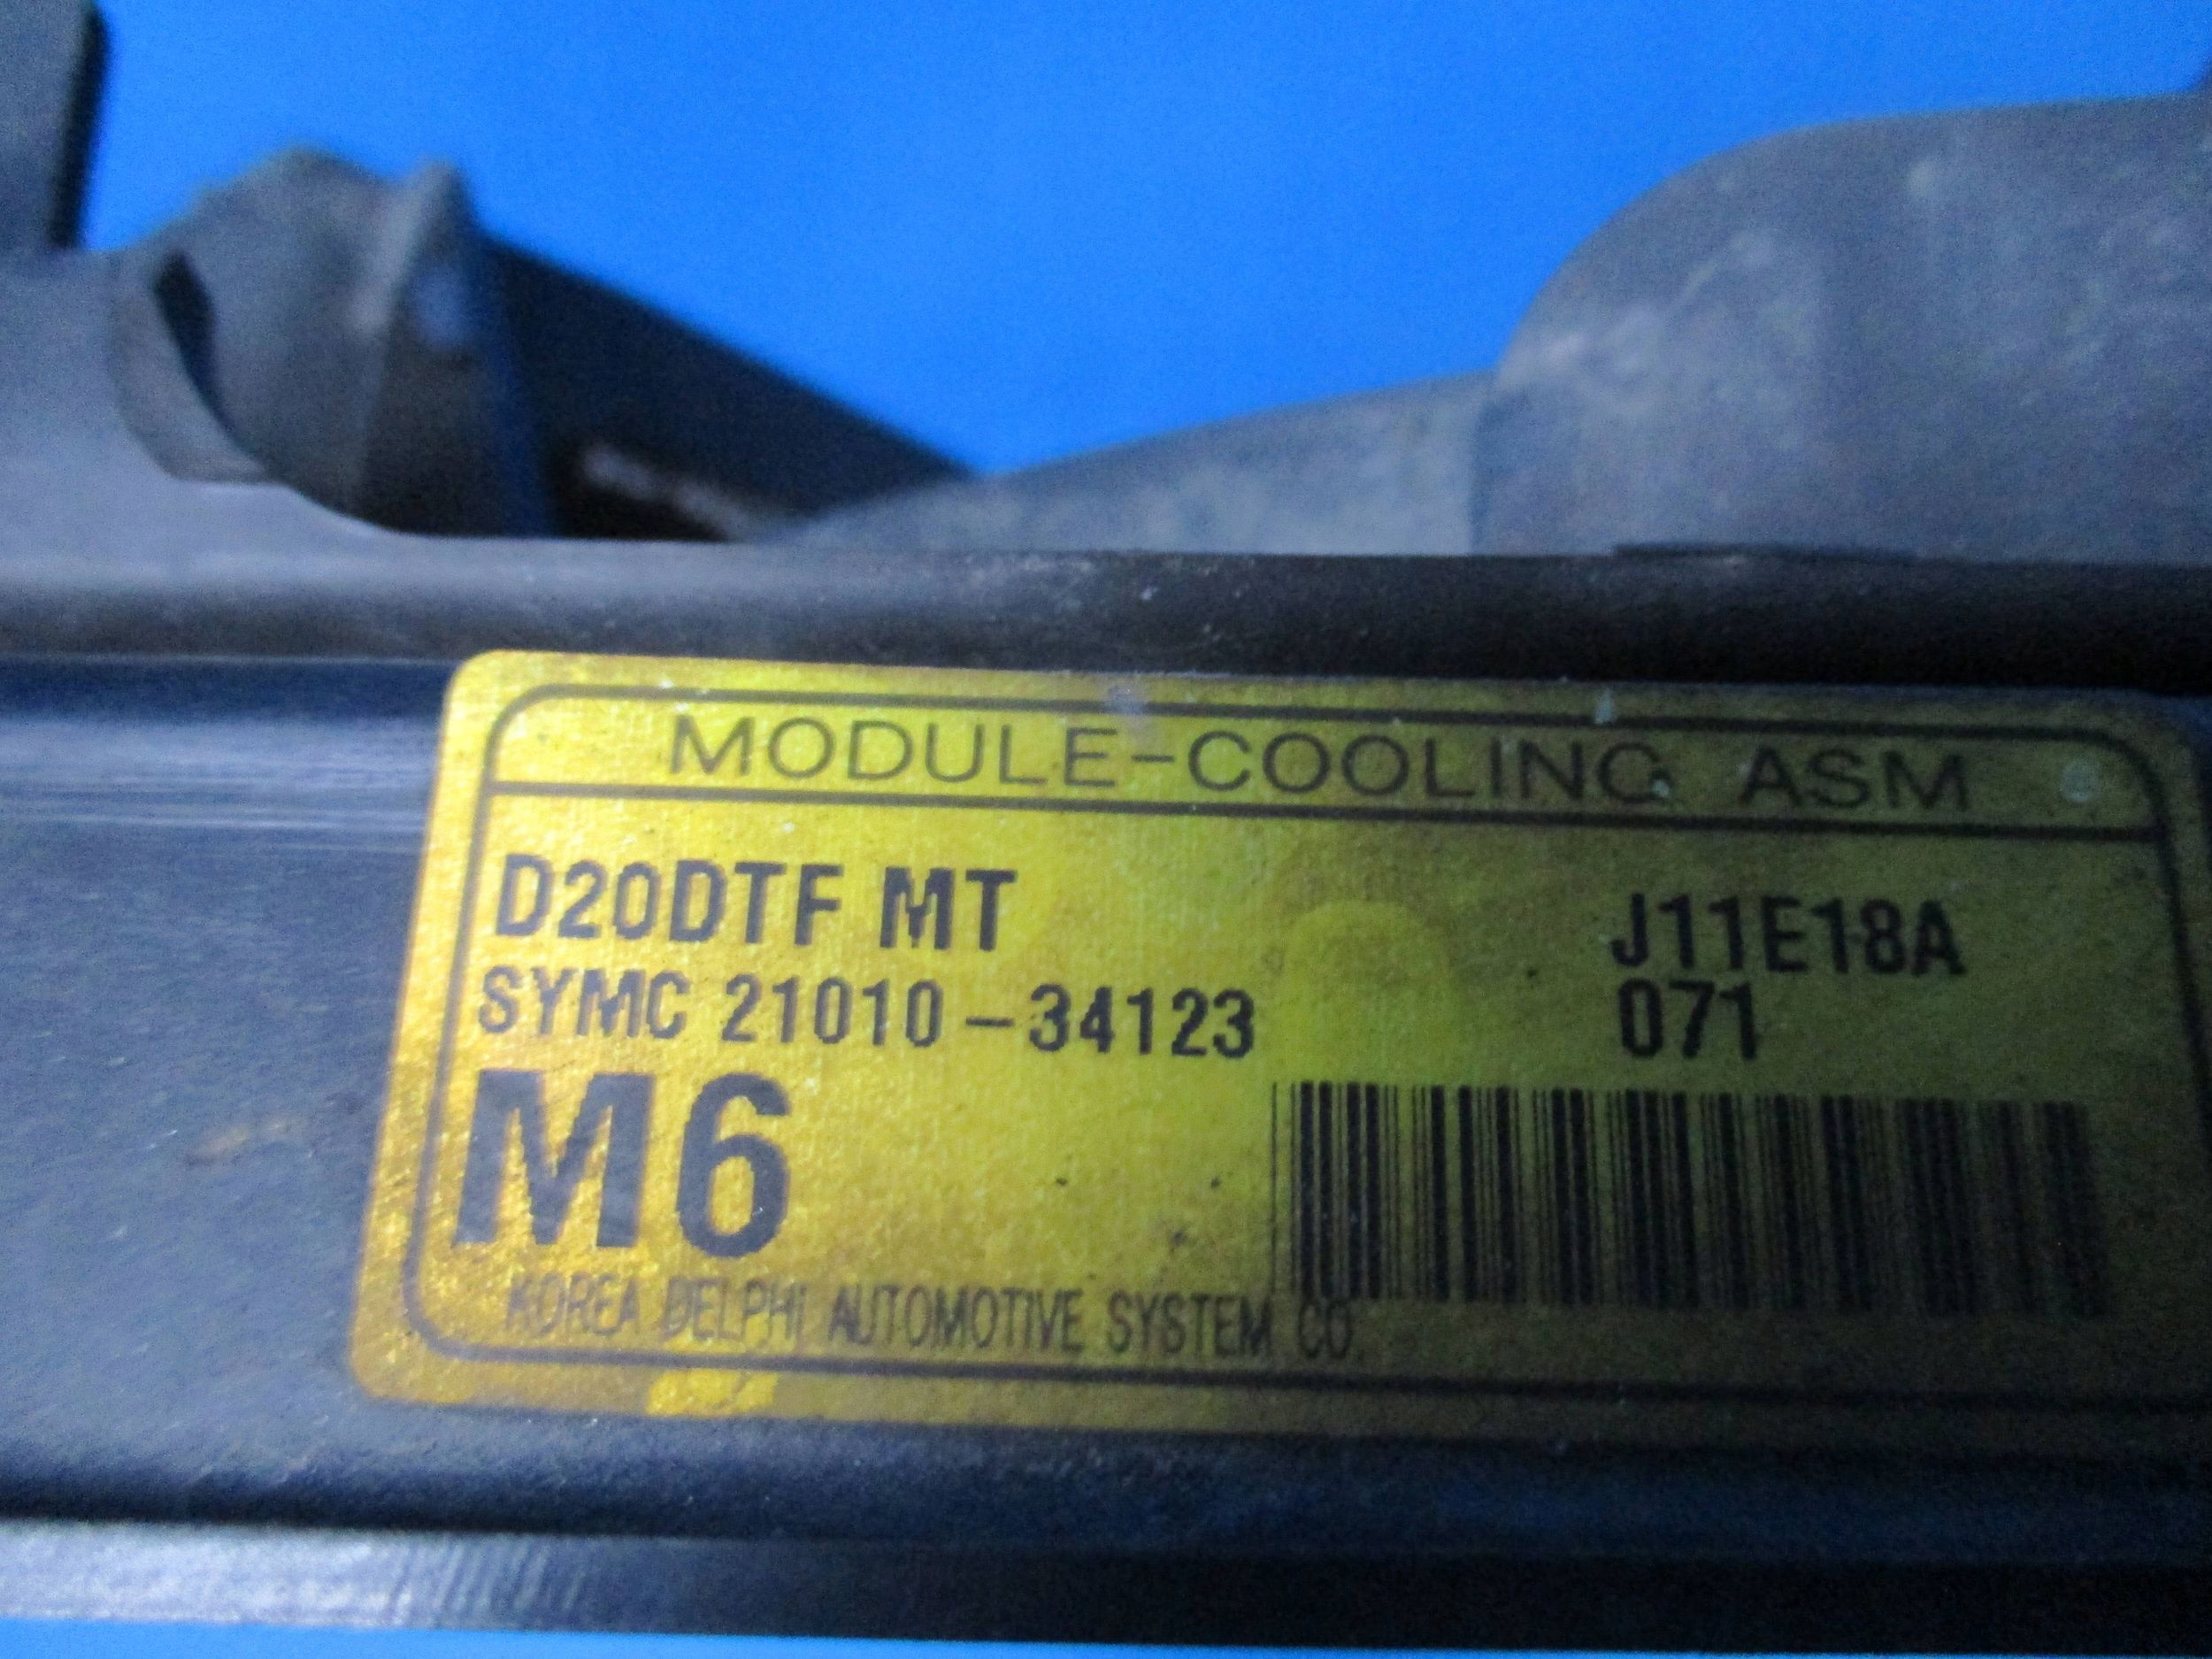 MODULE-COOLING ASM
D20DTF MT
J11E18A
SYMC 21010-34123
071
M6
KOREA DELPHI AUTOMOTIVE SYSTEM CO.